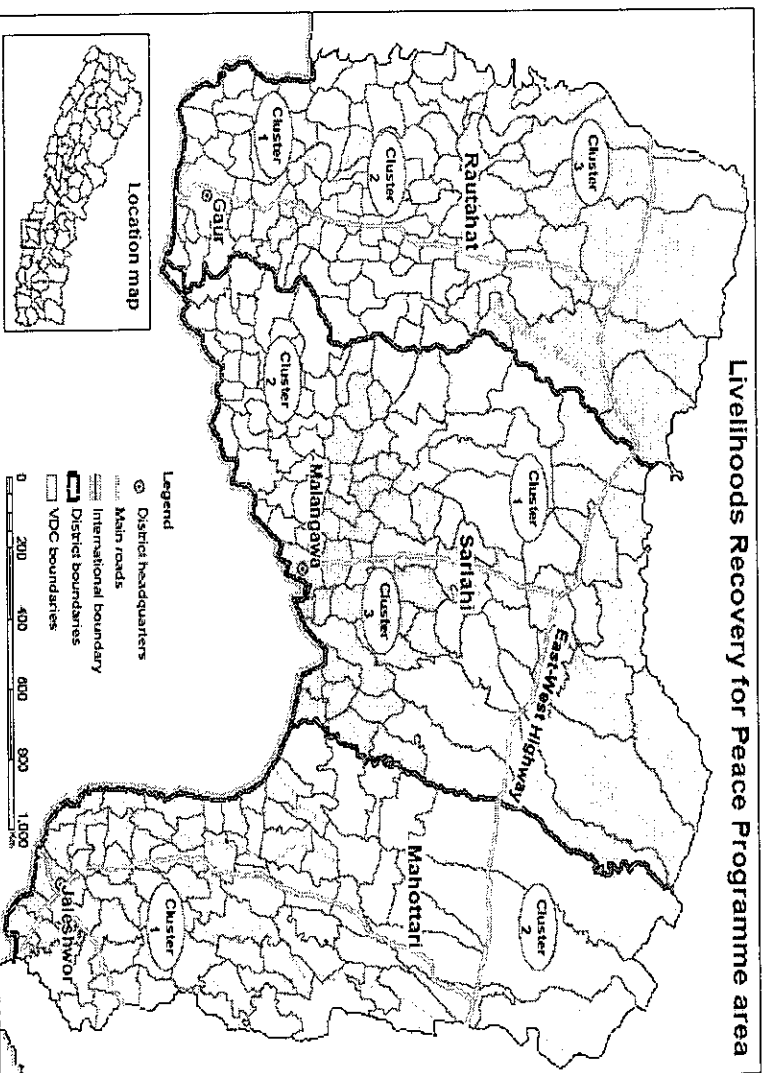 Livelihoods Recovery for Peace Programme area
Cluster
3
Rautahat
Cluster
2
Cluster
1
Gaur
Cluster
1
Sarlahi
East-West Highway
Cluster
2
Cluster
3
Malangawa
Cluster
2
Mahottari
Cluster
1
Jaleshwor
Location map
Legend
District headquarters
Main roads
International boundary
District boundaries
VDC boundaries
0 200 400 600 800 1,000